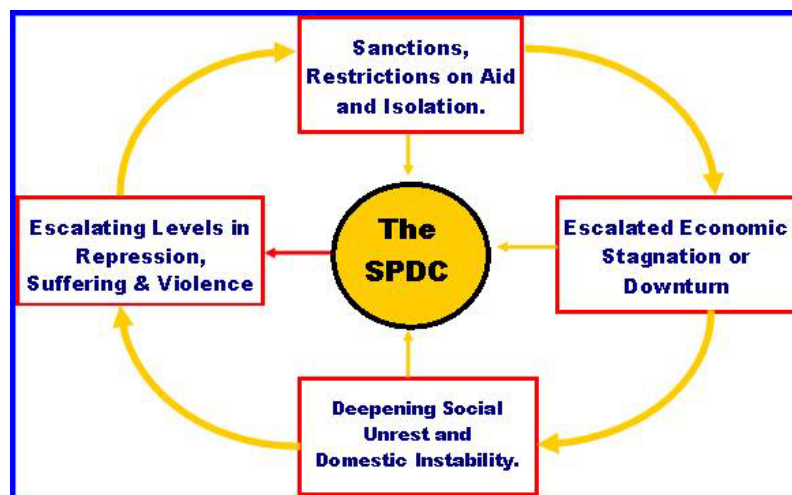 Sanctions,
Restrictions on Aid
and Isolation.
Escalating Levels in
Repression,
Suffering & Violence
The
SPDC
Escalated Economic
Stagnation or
Downturn
Deepening Social
Unrest and
Domestic Instability.